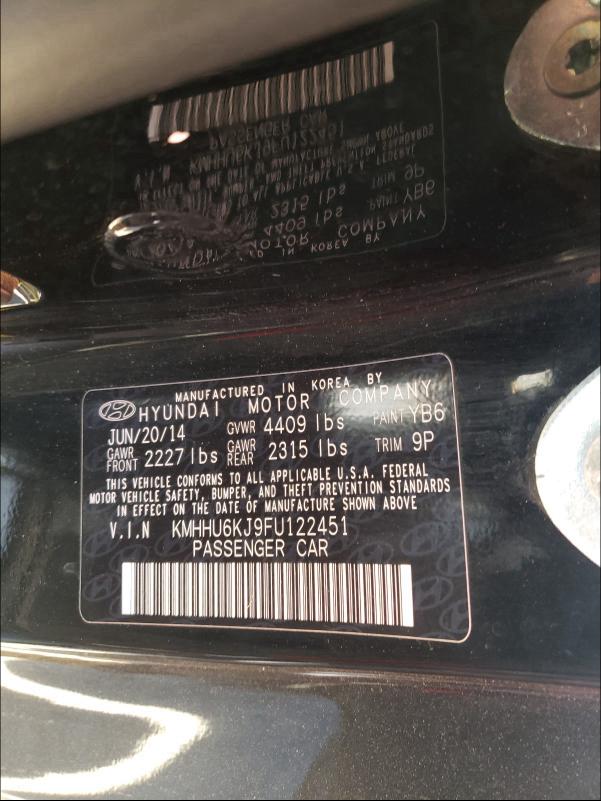 MANUFACTURED IN KOREA BY
HYUNDAI MOTOR COMPANY
JUN/20/14 GVWR 4409 lbs PAINT YB6
GAWR FRONT 2227 lbs GAWR REAR 2315 lbs TRIM 9P
THIS VEHICLE CONFORMS TO ALL APPLICABLE U.S.A. FEDERAL
MOTOR VEHICLE SAFETY, BUMPER, AND THEFT PREVENTION STANDARDS
IN EFFECT ON THE DATE OF MANUFACTURE SHOWN ABOVE
V.I.N KMHHU6KJ9FU122451
PASSENGER CAR